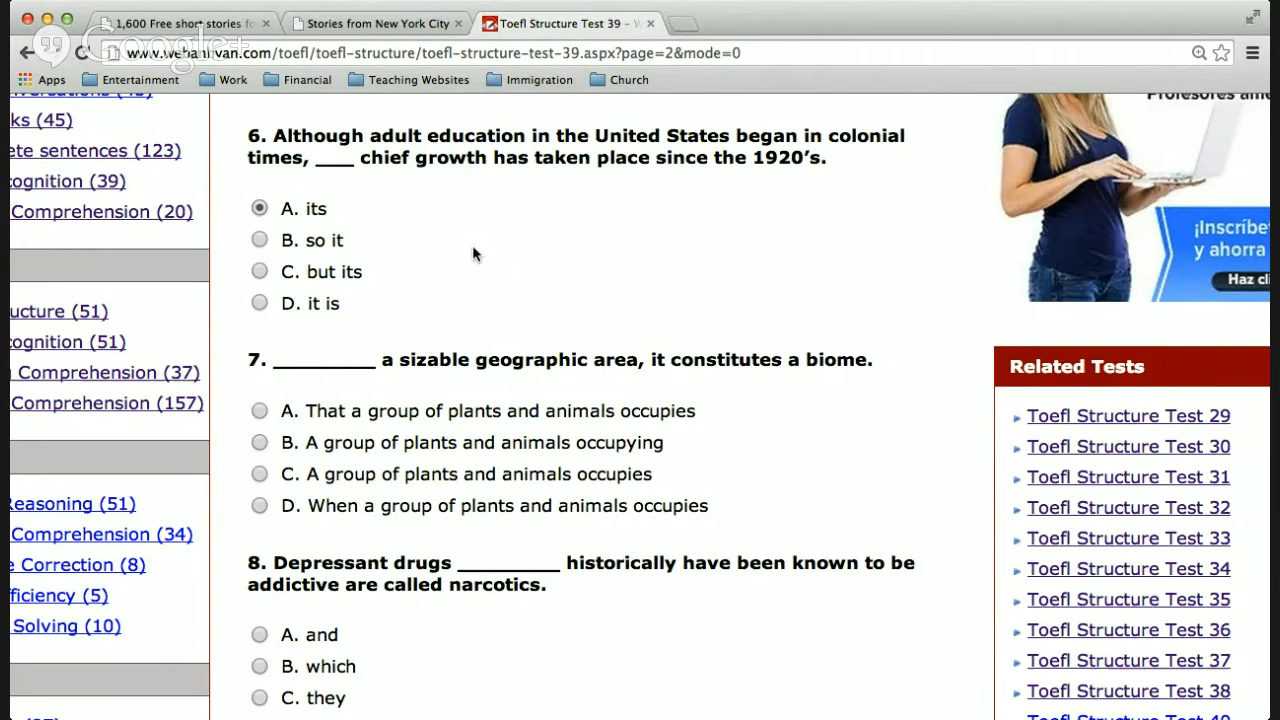 1,600 Free short stories fo
Stories from New York City
Toefl Structure Test 39 –
Google+
www.webanirvan.com/toefl/toefl-structure/toefl-structure-test-39.aspx?page=2&mode=0
Apps
Entertainment
Work
Financial
Teaching Websites
Immigration
Church
ks (45)
ete sentences (123)
cognition (39)
Comprehension (20)
ucture (51)
ognition (51)
Comprehension (37)
Comprehension (157)
Reasoning (51)
Comprehension (34)
e Correction (8)
ficiency (5)
Solving (10)
6. Although adult education in the United States began in colonial
times, ____ chief growth has taken place since the 1920's.
A. its
B. so it
C. but its
D. it is
7. __________ a sizable geographic area, it constitutes a biome.
A. That a group of plants and animals occupies
B. A group of plants and animals occupying
C. A group of plants and animals occupies
D. When a group of plants and animals occupies
8. Depressant drugs __________ historically have been known to be
addictive are called narcotics.
A. and
B. which
C. they
Profesores ame
¡Inscríbe
y ahorra
Haz cli
Related Tests
Toefl Structure Test 29
Toefl Structure Test 30
Toefl Structure Test 31
Toefl Structure Test 32
Toefl Structure Test 33
Toefl Structure Test 34
Toefl Structure Test 35
Toefl Structure Test 36
Toefl Structure Test 37
Toefl Structure Test 38
Toefl Structure Test 40